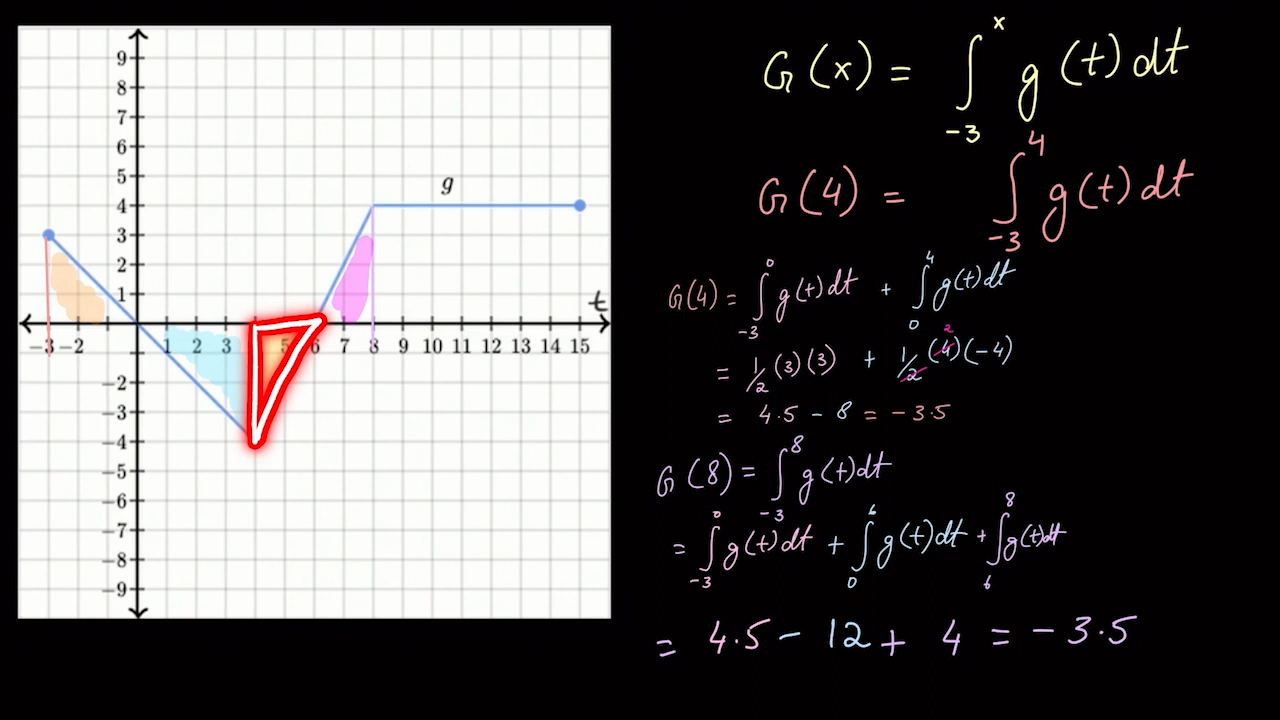 9
8
7
6
5
4
3
2
1
-2
-3
-4
-5
-6
-7
-8
-9
g
t
-3 -2 1 2 3 5 6 7 8 9 10 11 12 13 14 15
G(x) = ∫_{-3}^{x} g(t) dt
G(4) = ∫_{-3}^{4} g(t) dt
G(4) = ∫_{-3}^{0} g(t) dt + ∫_{0}^{4} g(t) dt
= 1/2 (3)(3) + 1/2 (4)(-4) 2
= 4.5 - 8 = -3.5
G(8) = ∫_{-3}^{8} g(t) dt
= ∫_{-3}^{0} g(t) dt + ∫_{0}^{6} g(t) dt + ∫_{6}^{8} g(t) dt
= 4.5 - 12 + 4 = -3.5